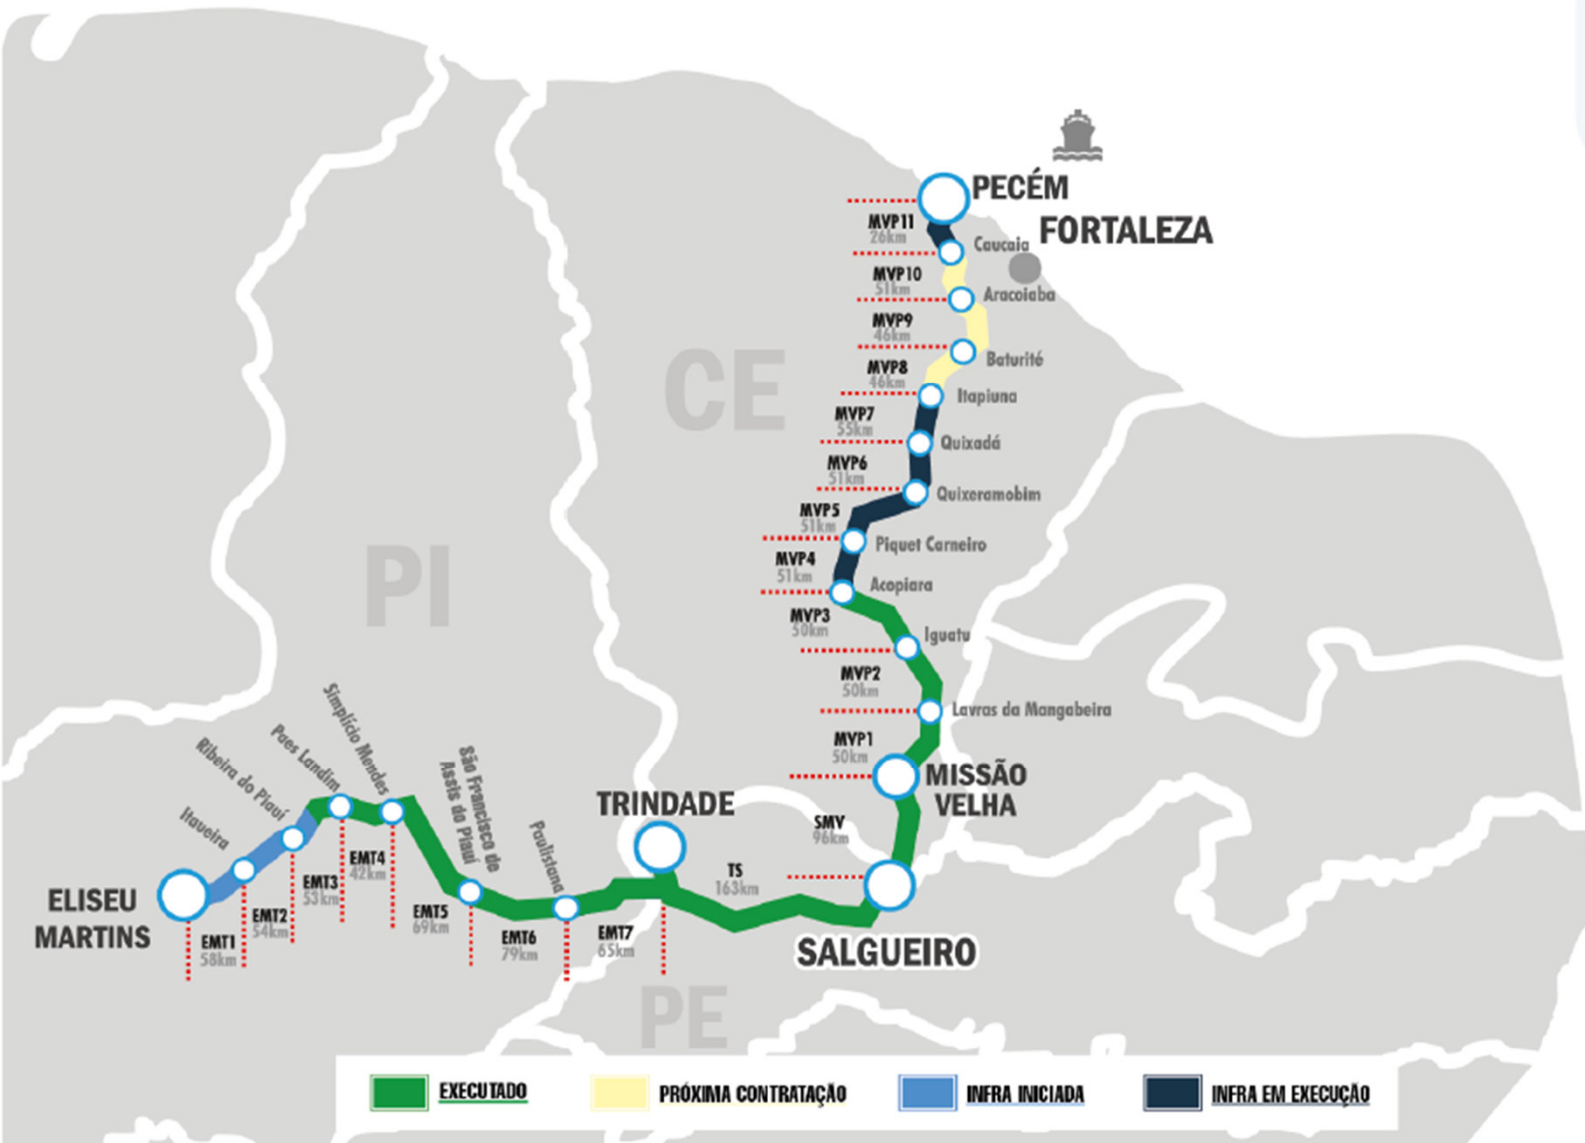 PECÉM
FORTALEZA
MVP11
26km
Caucaia
MVP10
51km
Aracoiaba
MVP9
46km
Baturité
MVP8
46km
Itapiuna
CE
MVP7
55km
Quixadá
MVP6
51km
Quixeramobim
MVP5
51km
Piquet Carneiro
MVP4
51km
Acopiara
PI
MVP3
50km
Iguatu
MVP2
50km
Lavras da Mangabeira
MVP1
50km
MISSÃO
VELHA
SMV
96km
TRINDADE
TS
163km
SALGUEIRO
Simplício Mendes
Paes Landim
Ribeira do Piauí
Itaueira
São Francisco de
Assis do Piauí
Paulistana
ELISEU
MARTINS
EMT1
58km
EMT2
54km
EMT3
53km
EMT4
42km
EMT5
69km
EMT6
79km
EMT7
65km
PE
EXECUTADO
PRÓXIMA CONTRATAÇÃO
INFRA INICIADA
INFRA EM EXECUÇÃO